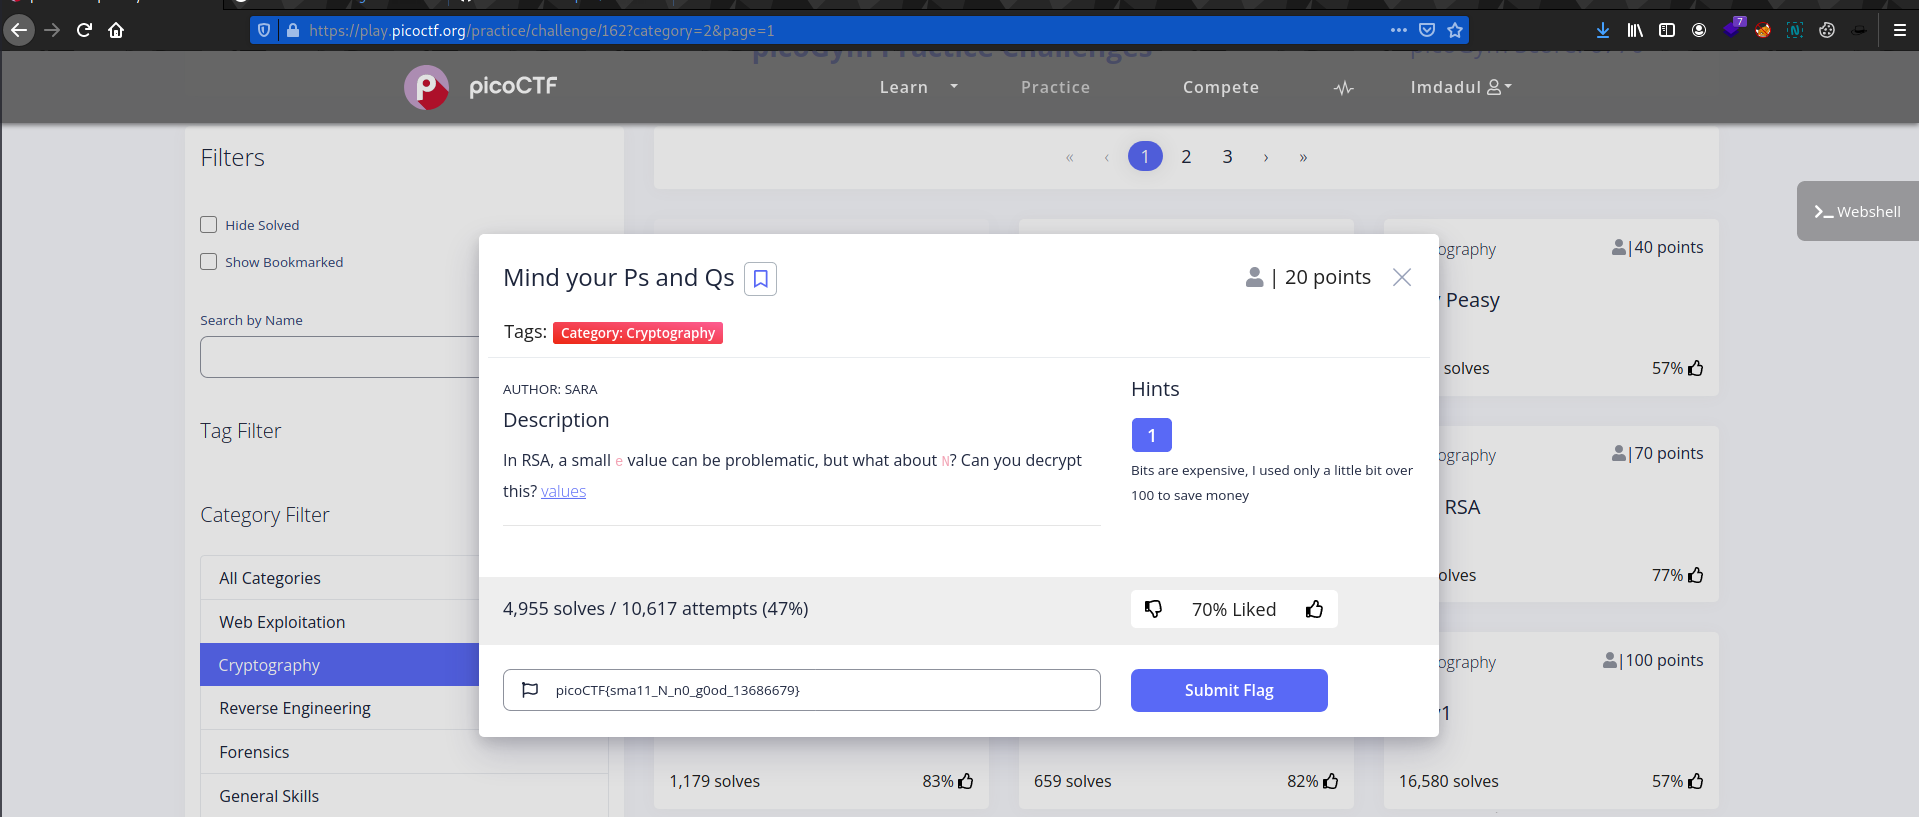 https://play.picoctf.org/practice/challenge/162?category=2&page=1
7
picoGym Practice Challenges
picoCTF
Learn
Practice
Compete
Imdadul
Filters
« ‹ 1 2 3 › »
Webshell
Hide Solved
Show Bookmarked
Search by Name
Tag Filter
Category Filter
All Categories
Web Exploitation
Cryptography
Reverse Engineering
Forensics
General Skills
Mind your Ps and Qs
| 20 points
Tags: Category: Cryptography
AUTHOR: SARA
Description
In RSA, a small e value can be problematic, but what about N? Can you decrypt
this? values
Hints
1
Bits are expensive, I used only a little bit over
100 to save money
4,955 solves / 10,617 attempts (47%)
70% Liked
picoCTF{sma11_N_n0_g0od_13686679}
Submit Flag
ography
|40 points
Peasy
solves
57%
ography
|70 points
RSA
olves
77%
ography
|100 points
1
1,179 solves
83%
659 solves
82%
16,580 solves
57%